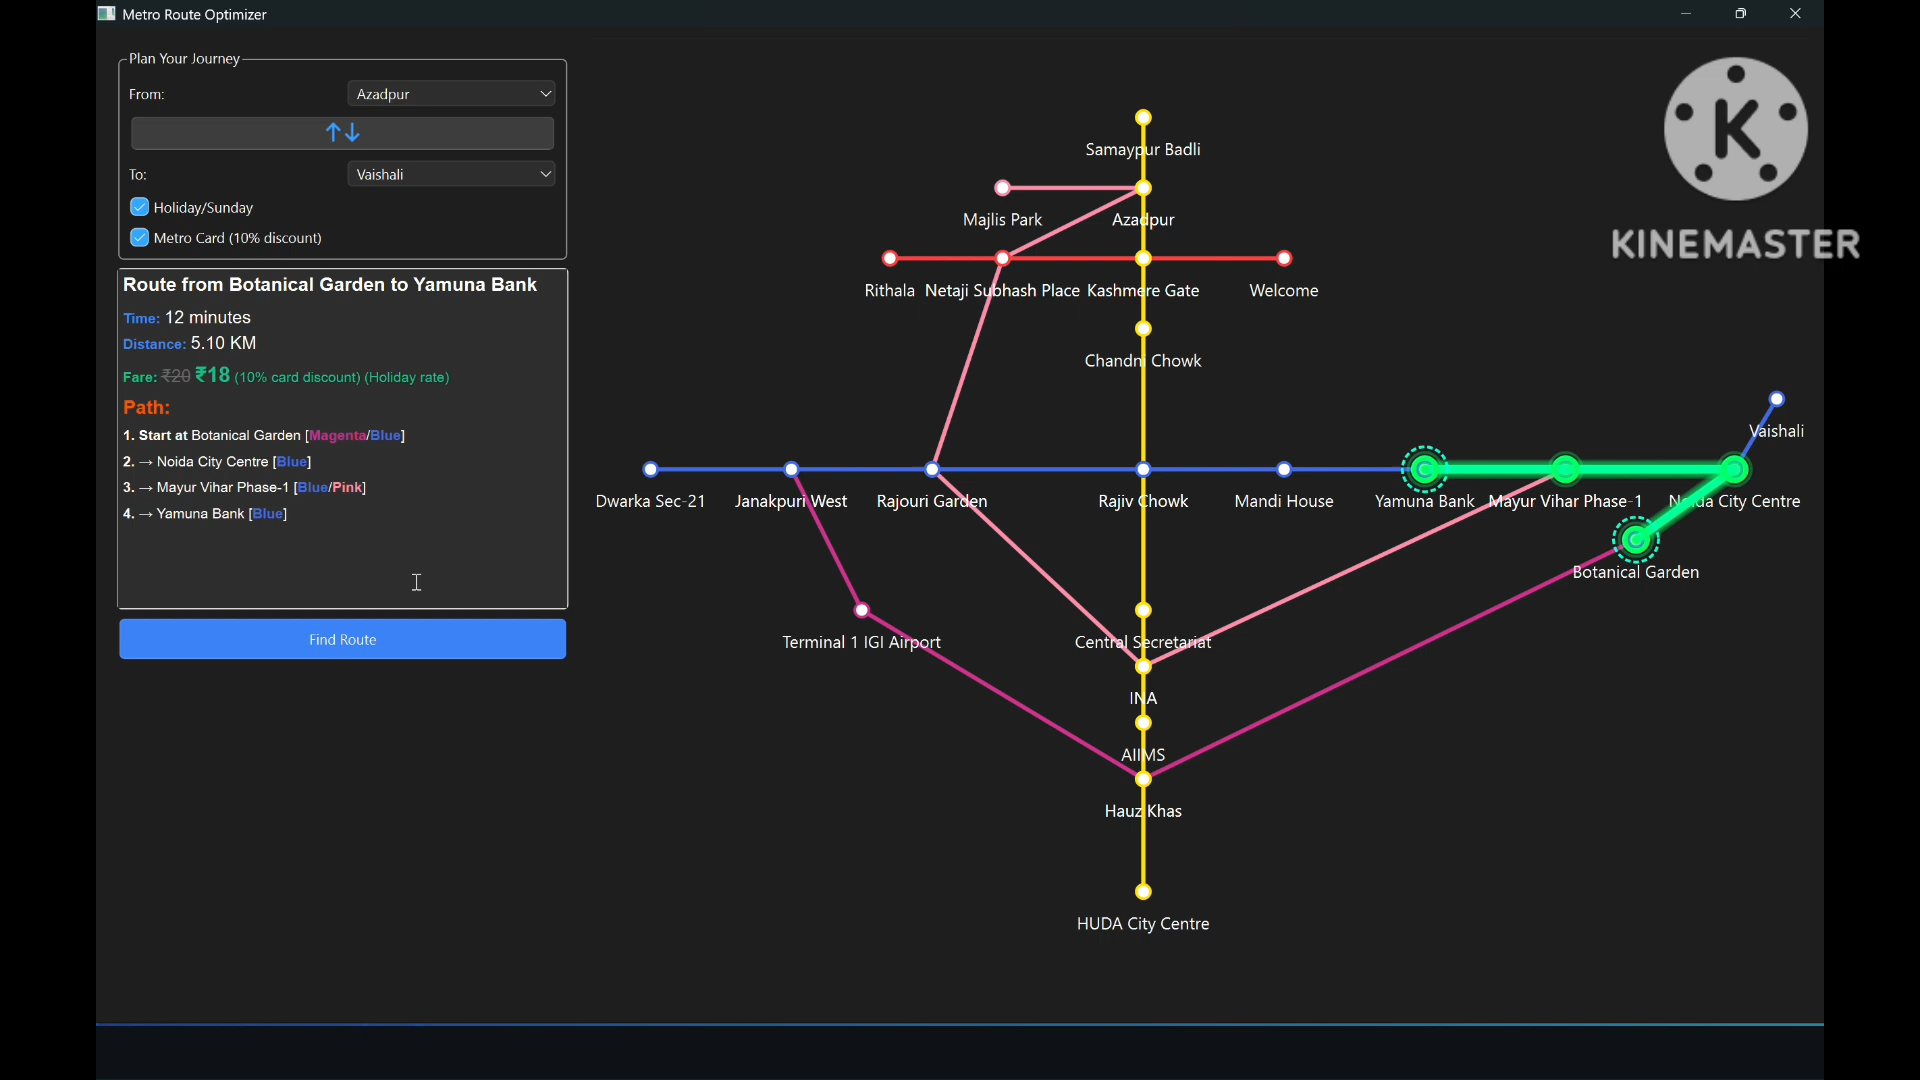 Metro Route Optimizer
Plan Your Journey
From:
Azadpur
↑↓
To:
Vaishali
Holiday/Sunday
Metro Card (10% discount)
Route from Botanical Garden to Yamuna Bank
Time: 12 minutes
Distance: 5.10 KM
Fare: ₹20 ₹18 (10% card discount) (Holiday rate)
Path:
1. Start at Botanical Garden [Magenta/Blue]
2. → Noida City Centre [Blue]
3. → Mayur Vihar Phase-1 [Blue/Pink]
4. → Yamuna Bank [Blue]
Find Route
K
KINEMASTER
Samaypur Badli
Majlis Park
Azadpur
Rithala
Netaji Subhash Place
Kashmere Gate
Welcome
Chandni Chowk
Vaishali
Dwarka Sec-21
Janakpuri West
Rajouri Garden
Rajiv Chowk
Mandi House
Yamuna Bank
Mayur Vihar Phase-1
Noida City Centre
Botanical Garden
Terminal 1 IGI Airport
Central Secretariat
INA
AIIMS
Hauz Khas
HUDA City Centre